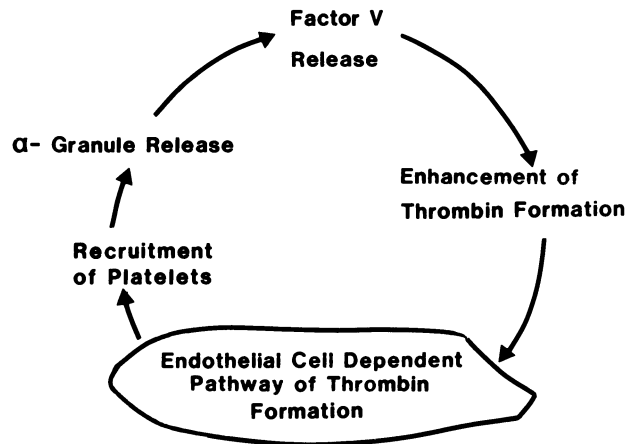 Factor V
Release
α- Granule Release
Enhancement of
Thrombin Formation
Recruitment
of Platelets
Endothelial Cell Dependent
Pathway of Thrombin
Formation